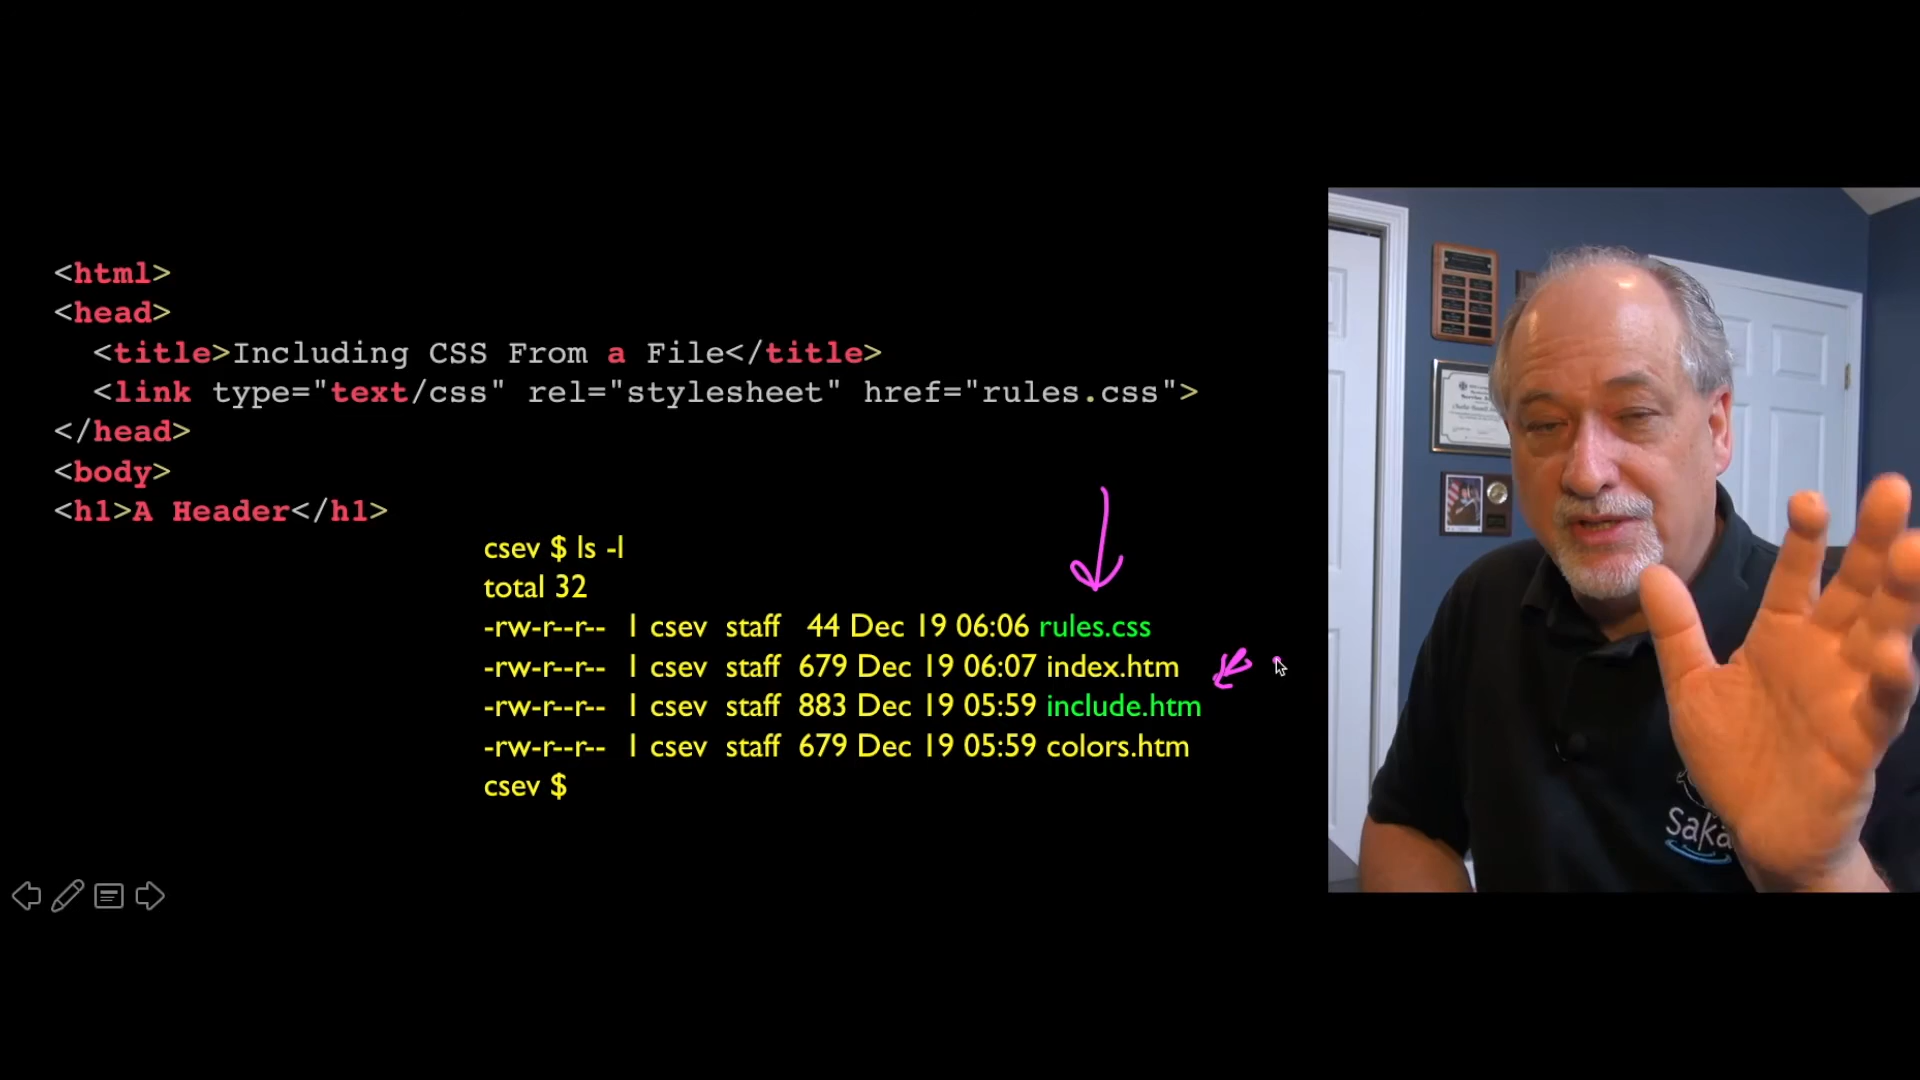 <html>
<head>
  <title>Including CSS From a File</title>
  <link type="text/css" rel="stylesheet" href="rules.css">
</head>
<body>
<h1>A Header</h1>
csev $ ls -l
total 32
-rw-r--r--  1 csev  staff  44 Dec 19 06:06 rules.css
-rw-r--r--  1 csev  staff  679 Dec 19 06:07 index.htm
-rw-r--r--  1 csev  staff  883 Dec 19 05:59 include.htm
-rw-r--r--  1 csev  staff  679 Dec 19 05:59 colors.htm
csev $